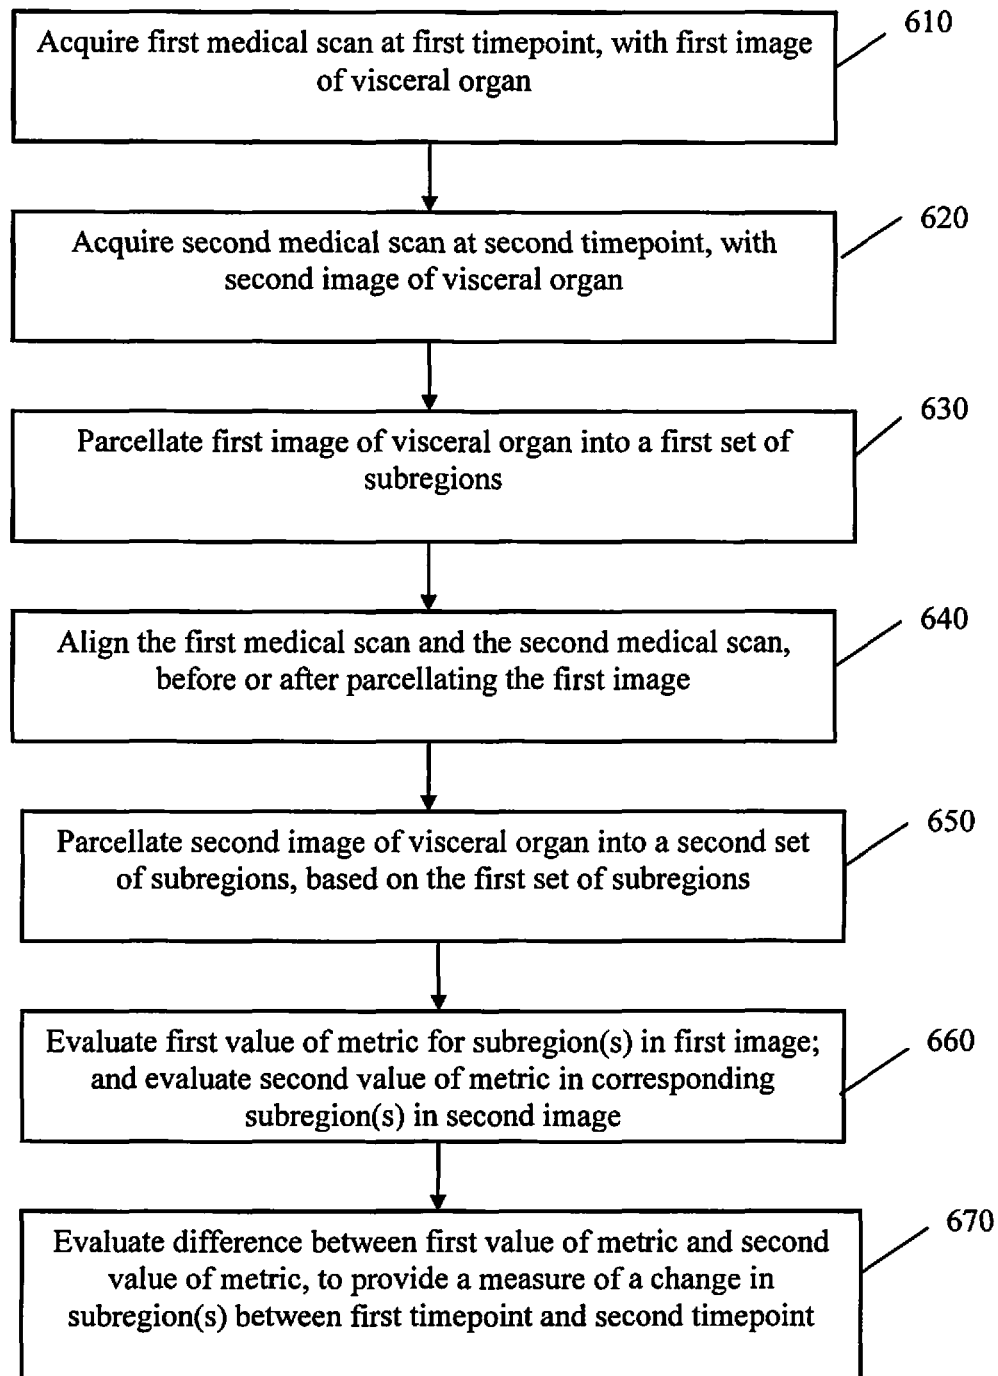 Acquire first medical scan at first timepoint, with first image
of visceral organ
610
Acquire second medical scan at second timepoint, with
second image of visceral organ
620
Parcellate first image of visceral organ into a first set of
subregions
630
Align the first medical scan and the second medical scan,
before or after parcellating the first image
640
Parcellate second image of visceral organ into a second set
of subregions, based on the first set of subregions
650
Evaluate first value of metric for subregion(s) in first image;
and evaluate second value of metric in corresponding
subregion(s) in second image
660
Evaluate difference between first value of metric and second
value of metric, to provide a measure of a change in
subregion(s) between first timepoint and second timepoint
670